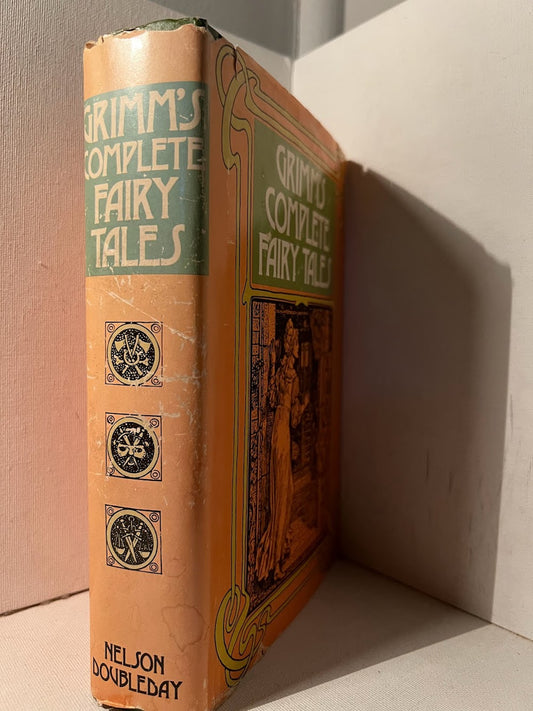 GRIMM'S
COMPLETE
FAIRY
TALES
NELSON
DOUBLEDAY
GRIMM'S
COMPLETE
FAIRY TALES